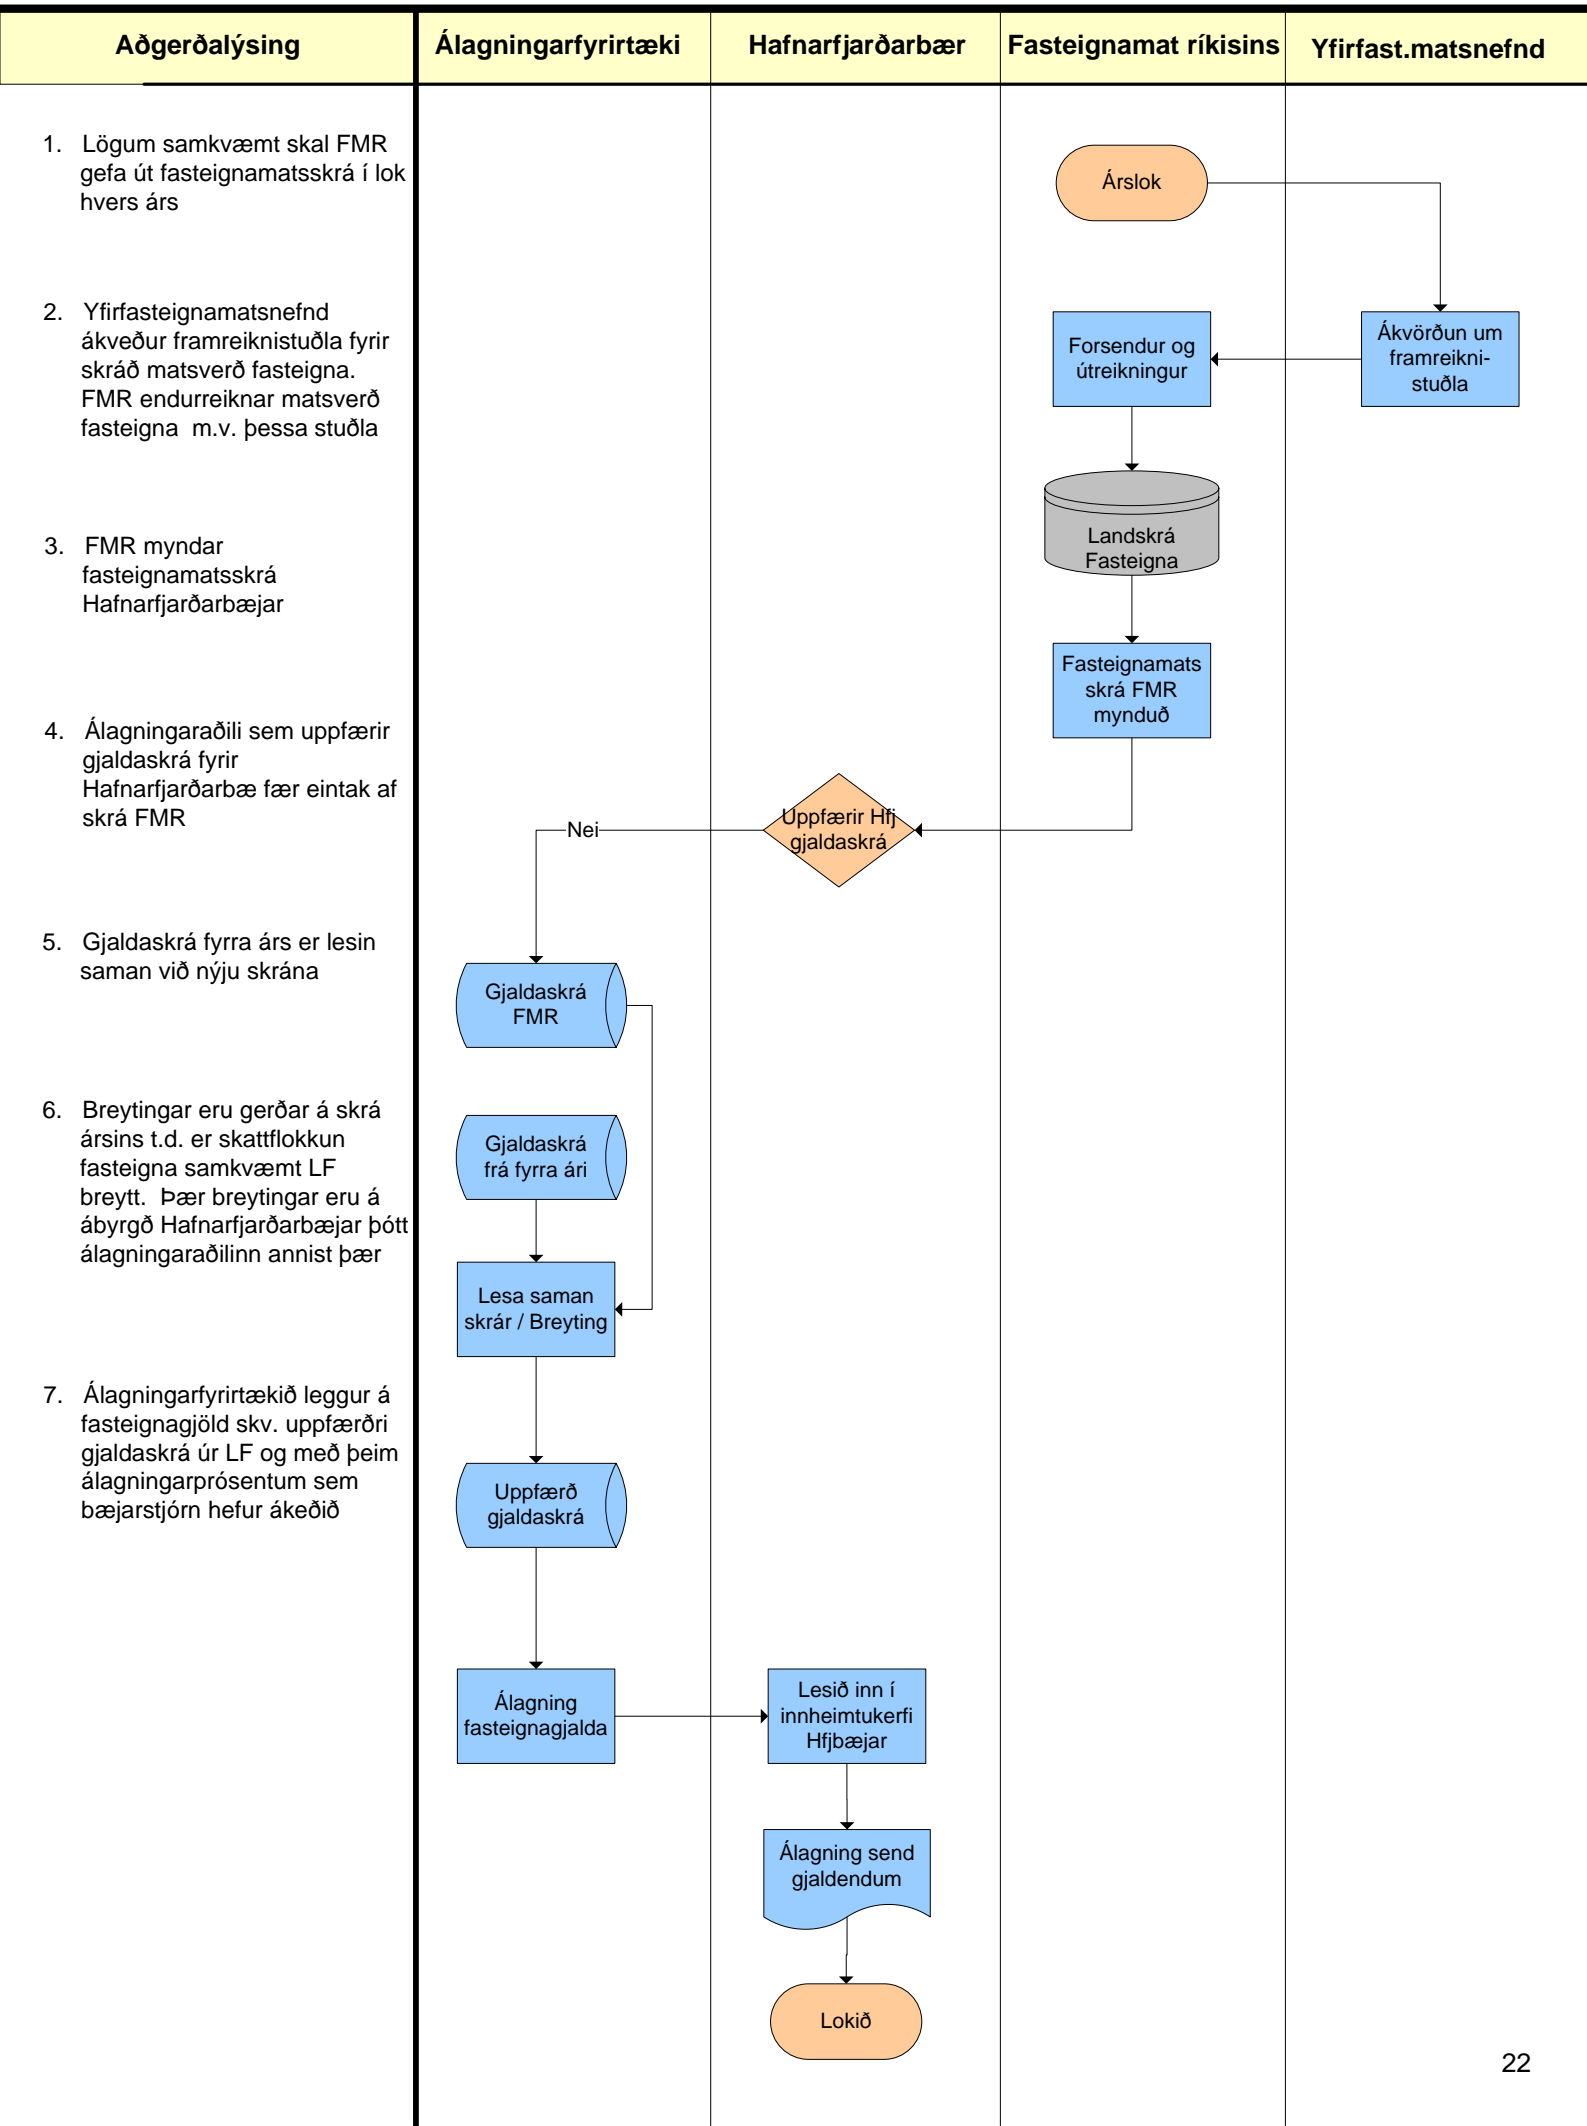 Aðgerðalýsing
Álagningarfyrirtæki
Hafnarfjarðarbær
Fasteignamat ríkisins
Yfirfast.matsnefnd
1. Lögum samkvæmt skal FMR
gefa út fasteignamatsskrá í lok
hvers árs
2. Yfirfasteignamatsnefnd
ákveður framreiknistuðla fyrir
skráð matsverð fasteigna.
FMR endurreiknar matsverð
fasteigna m.v. þessa stuðla
3. FMR myndar
fasteignamatsskrá
Hafnarfjarðarbæjar
4. Álagningaraðili sem uppfærir
gjaldaskrá fyrir
Hafnarfjarðarbæ fær eintak af
skrá FMR
5. Gjaldaskrá fyrra árs er lesin
saman við nýju skrána
6. Breytingar eru gerðar á skrá
ársins t.d. er skattflokkun
fasteigna samkvæmt LF
breytt. Þær breytingar eru á
ábyrgð Hafnarfjarðarbæjar þótt
álagningaraðilinn annist þær
7. Álagningarfyrirtækið leggur á
fasteignagjöld skv. uppfærðri
gjaldaskrá úr LF og með þeim
álagningarprósentum sem
bæjarstjórn hefur ákeðið
Árslok
Ákvörðun um
framreikni-
stuðla
Forsendur og
útreikningur
Landskrá
Fasteigna
Fasteignamats
skrá FMR
mynduð
Uppfærir Hfj
gjaldaskrá
Nei
Gjaldaskrá
FMR
Gjaldaskrá
frá fyrra ári
Lesa saman
skrár / Breyting
Uppfærð
gjaldaskrá
Álagning
fasteignagjalda
Lesið inn í
innheimtukerfi
Hfjbæjar
Álagning send
gjaldendum
Lokið
22